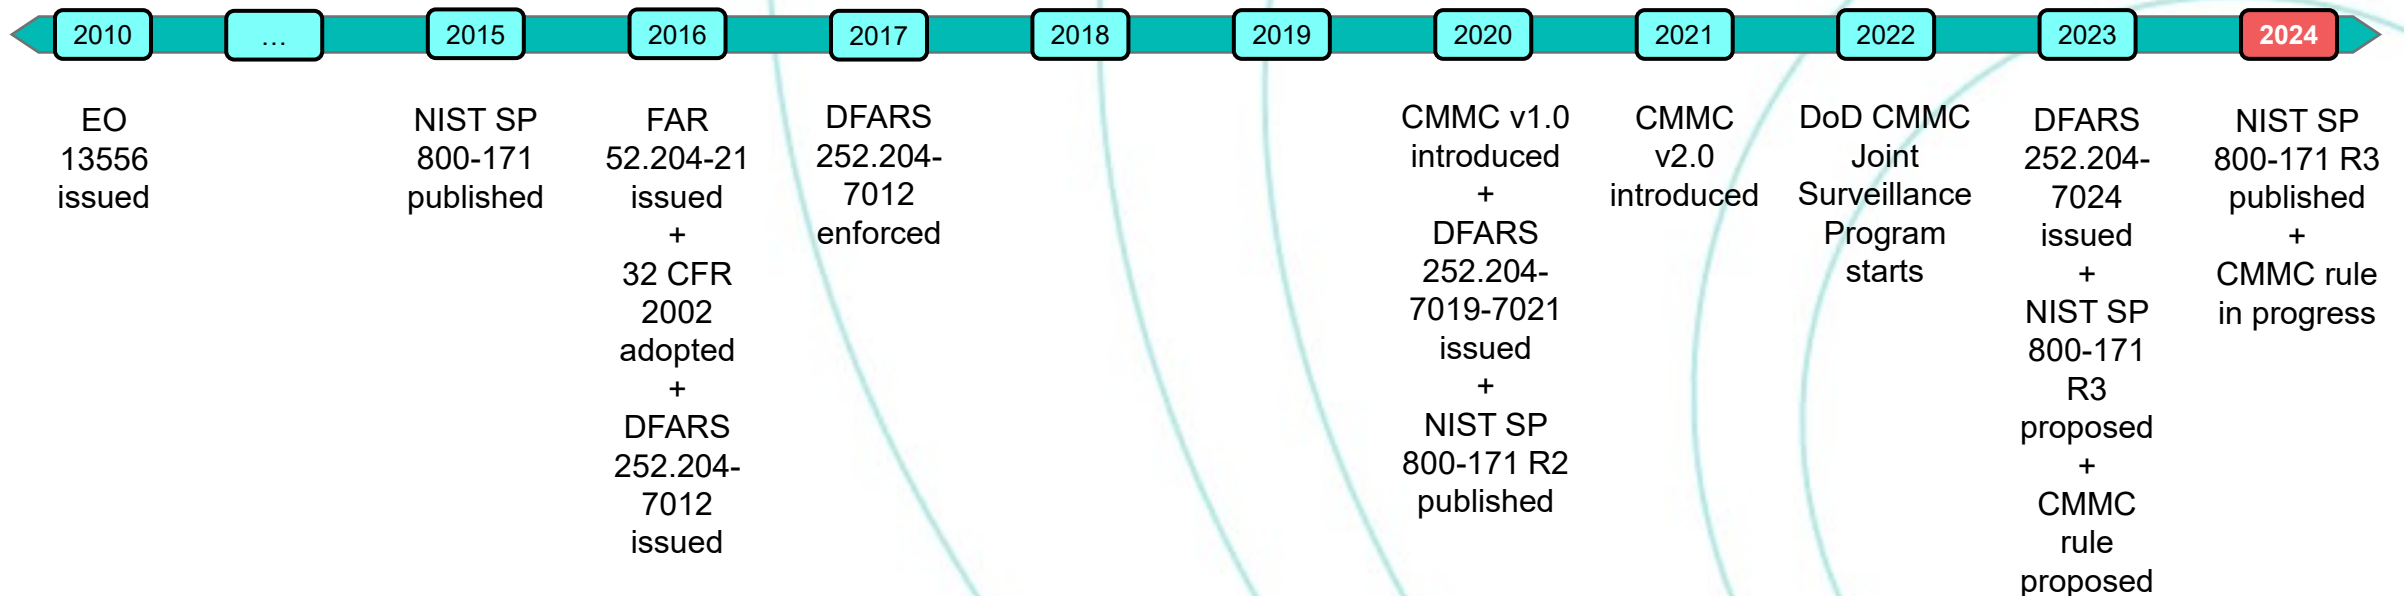 2010
...
2015
2016
2017
2018
2019
2020
2021
2022
2023
2024
EO
13556
issued
NIST SP
800-171
published
FAR
52.204-21
issued
+
32 CFR
2002
adopted
+
DFARS
252.204-
7012
issued
DFARS
252.204-
7012
enforced
CMMC v1.0
introduced
+
DFARS
252.204-
7019-7021
issued
+
NIST SP
800-171 R2
published
CMMC
v2.0
introduced
DoD CMMC
Joint
Surveillance
Program
starts
DFARS
252.204-
7024
issued
+
NIST SP
800-171
R3
proposed
+
CMMC
rule
proposed
NIST SP
800-171 R3
published
+
CMMC rule
in progress